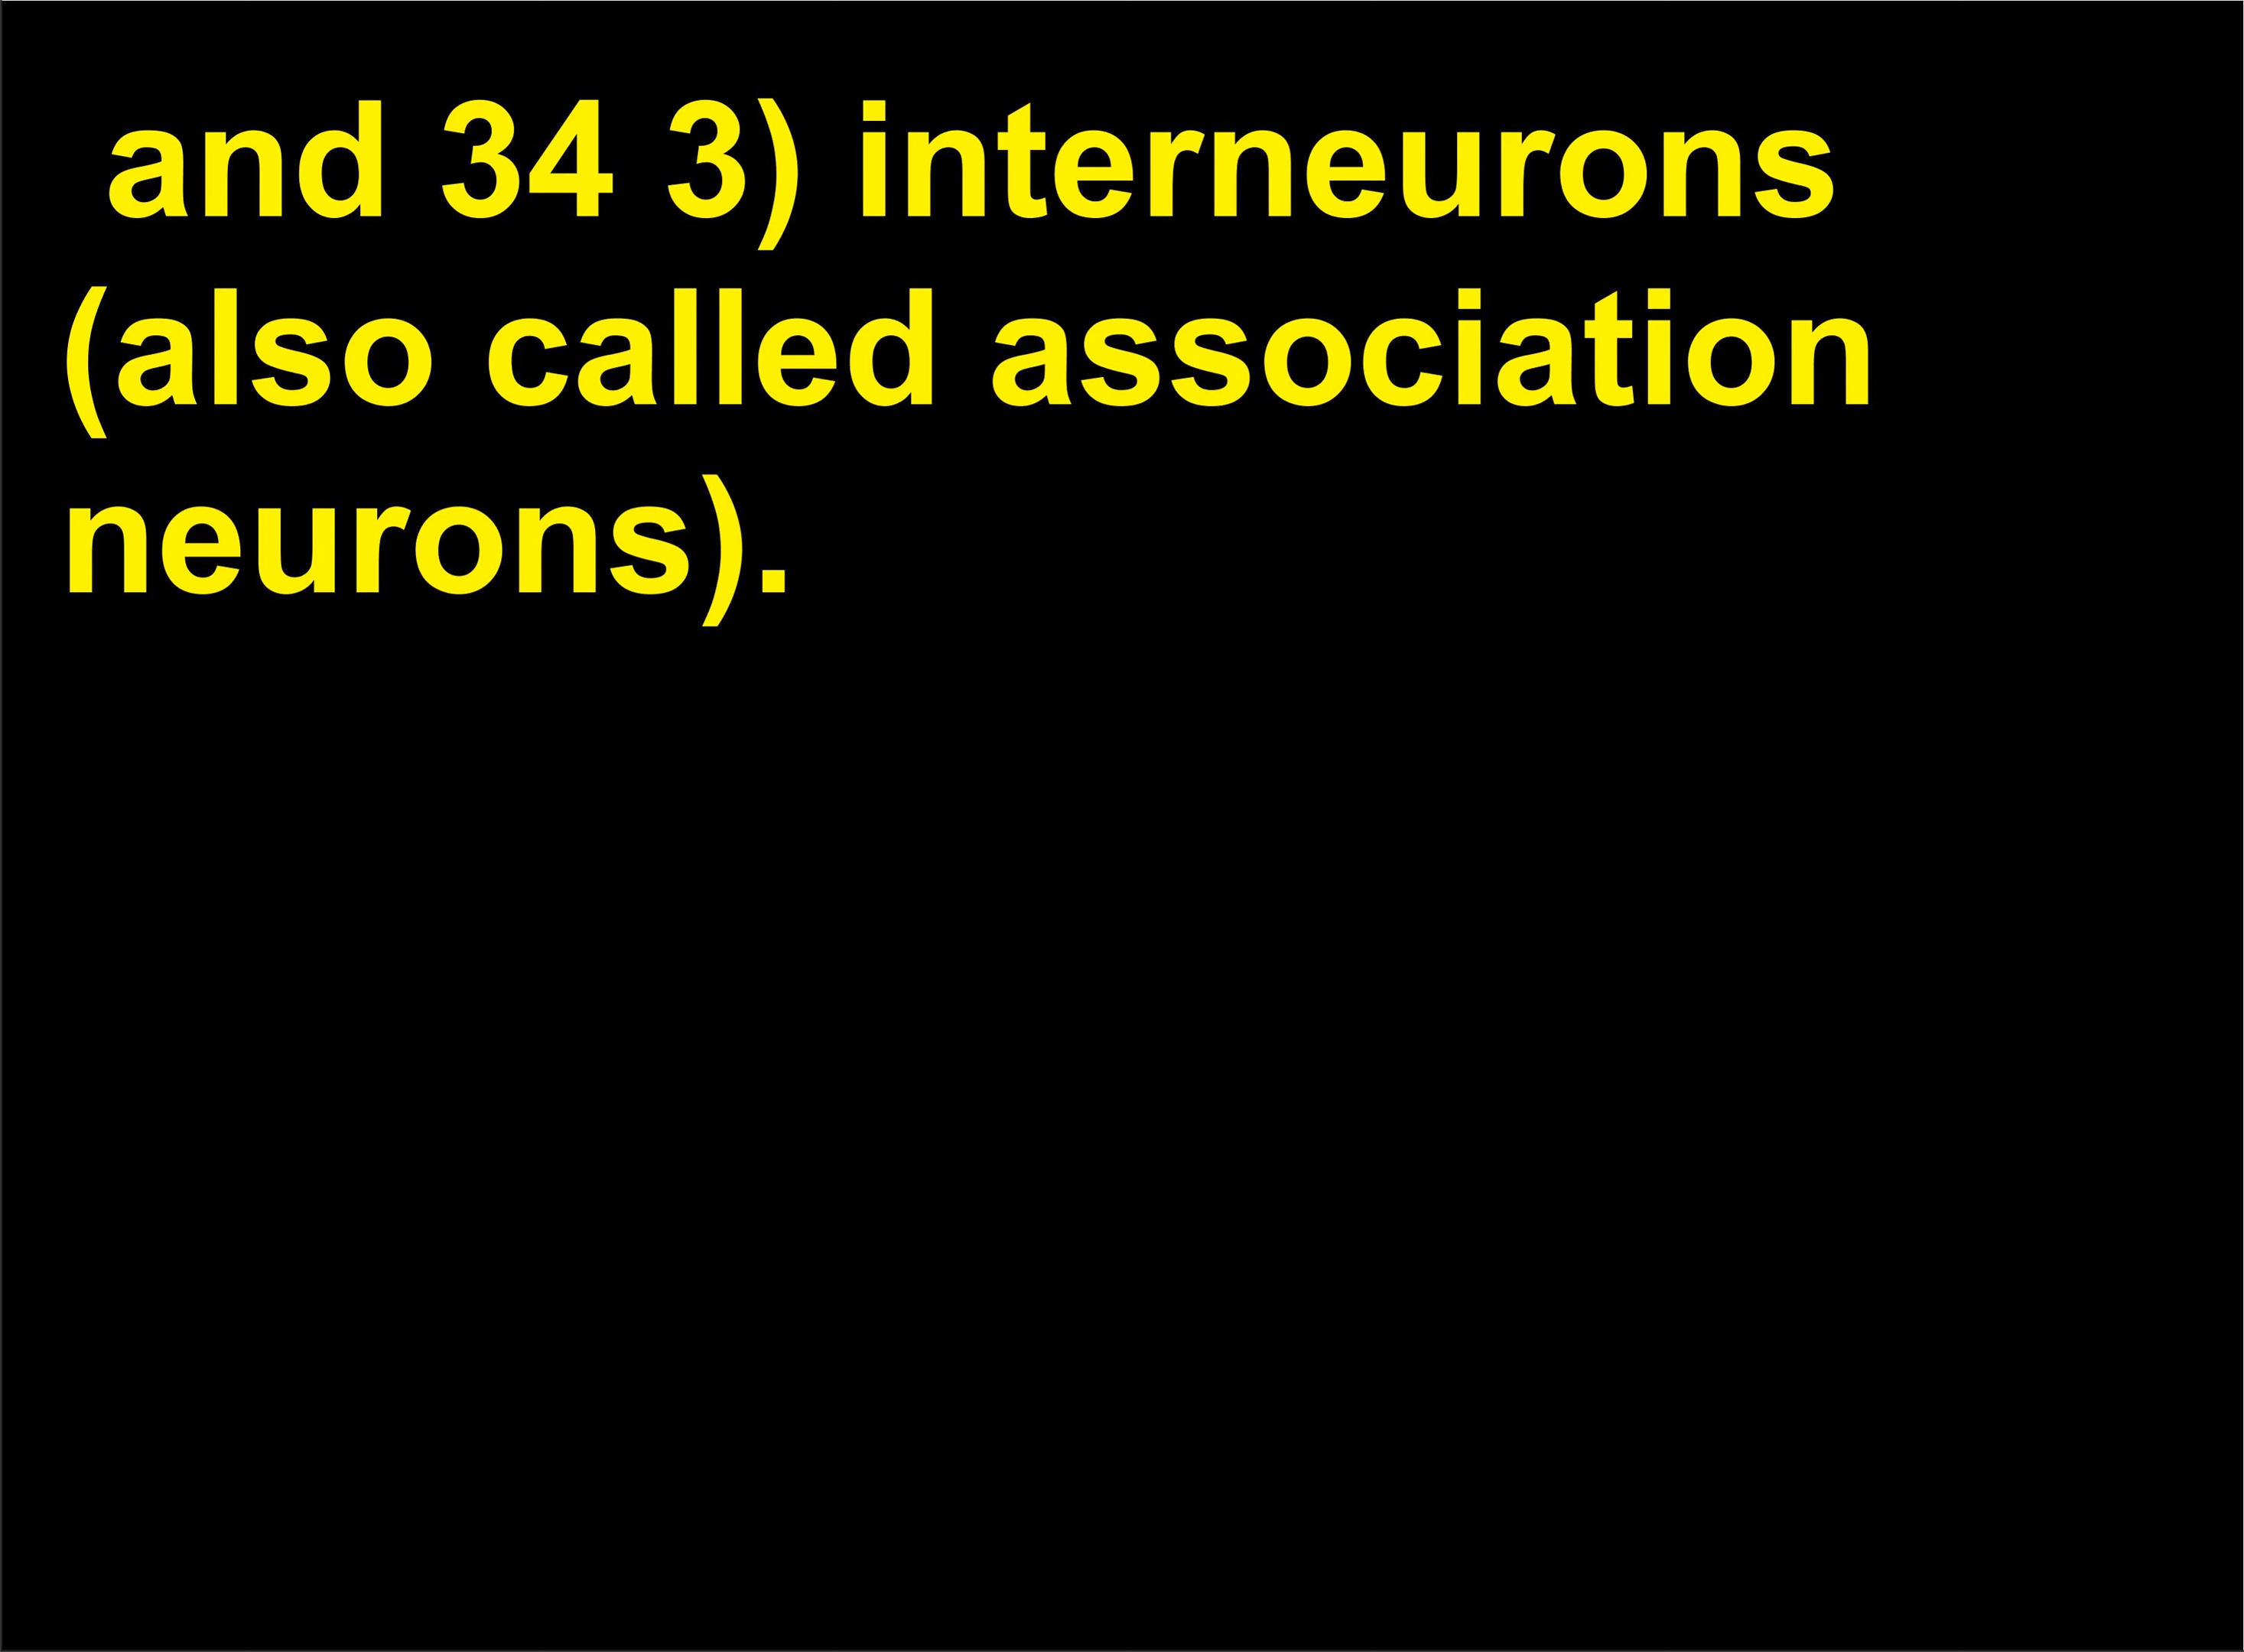 and 34 3) interneurons
(also called association
neurons).